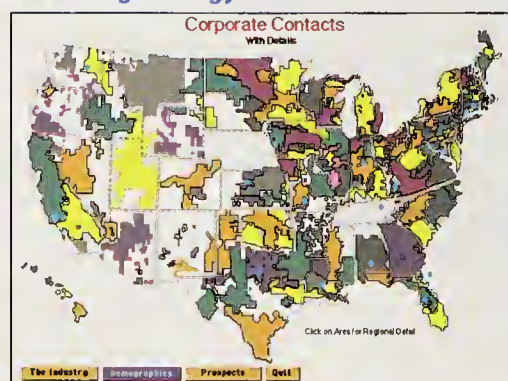 Corporate Contacts
With Details
Click on Area for Regional Detail
The Industry
Demographics
Prospects
Quit